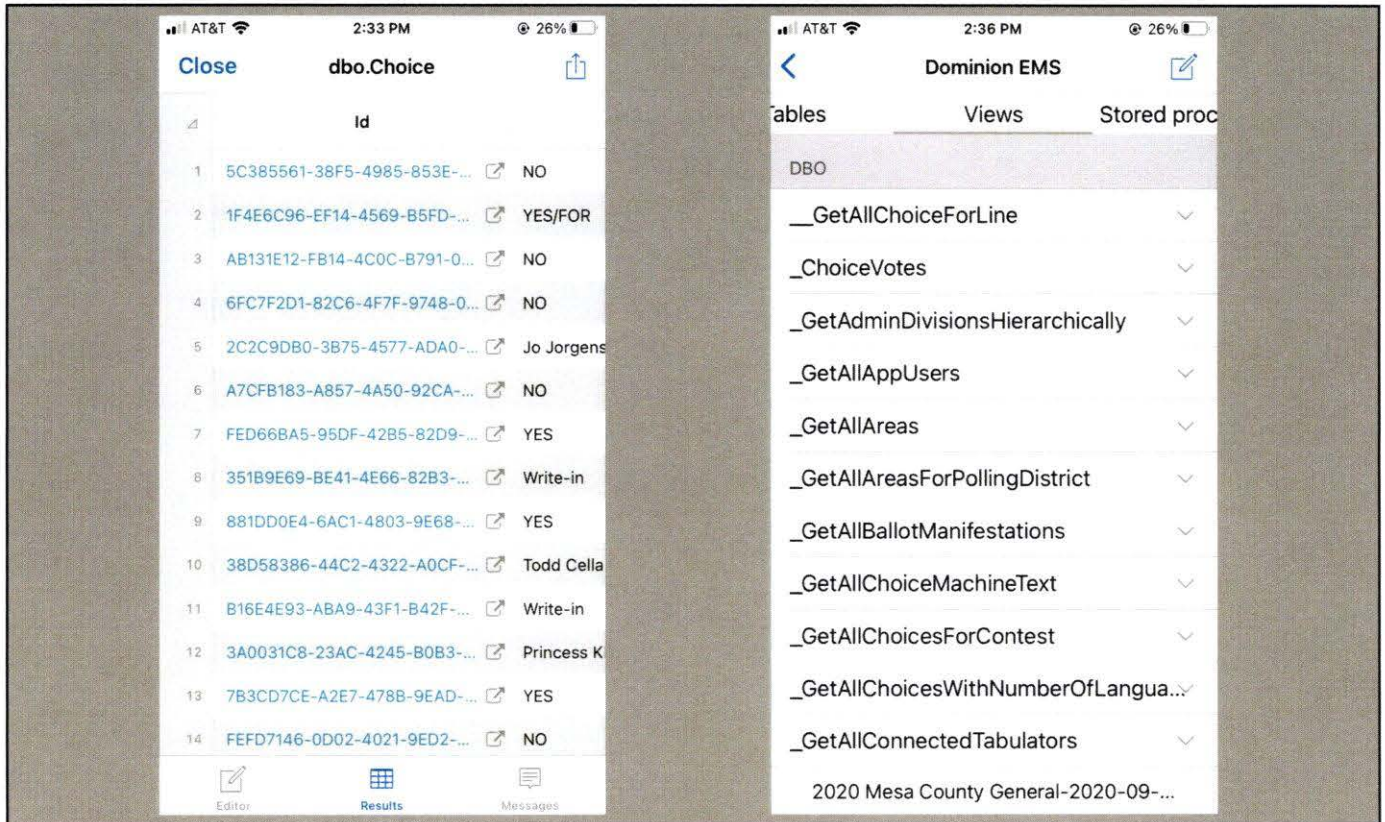 AT&T 2:33 PM 26%
Close dbo.Choice
Id
1 5C385561-38F5-4985-853E-... NO
2 1F4E6C96-EF14-4569-B5FD-... YES/FOR
3 AB131E12-FB14-4C0C-B791-0... NO
4 6FC7F2D1-82C6-4F7F-9748-0... NO
5 2C2C9DB0-3B75-4577-ADA0-... Jo Jorgens
6 A7CFB183-A857-4A50-92CA-... NO
7 FED66BA5-95DF-42B5-82D9-... YES
8 351B9E69-BE41-4E66-82B3-... Write-in
9 881DD0E4-6AC1-4803-9E68-... YES
10 38D58386-44C2-4322-A0CF-... Todd Cella
11 B16E4E93-ABA9-43F1-B42F-... Write-in
12 3A0031C8-23AC-4245-B0B3-... Princess K
13 7B3CD7CE-A2E7-478B-9EAD-... YES
14 FEFD7146-0D02-4021-9ED2-... NO
Editor Results Messages
AT&T 2:36 PM 26%
Dominion EMS
ables Views Stored proc
DBO
__GetAllChoiceForLine
_ChoiceVotes
_GetAdminDivisionsHierarchically
_GetAllAppUsers
_GetAllAreas
_GetAllAreasForPollingDistrict
_GetAllBallotManifestations
_GetAllChoiceMachineText
_GetAllChoicesForContest
_GetAllChoicesWithNumberOfLangua...
_GetAllConnectedTabulators
2020 Mesa County General-2020-09-...